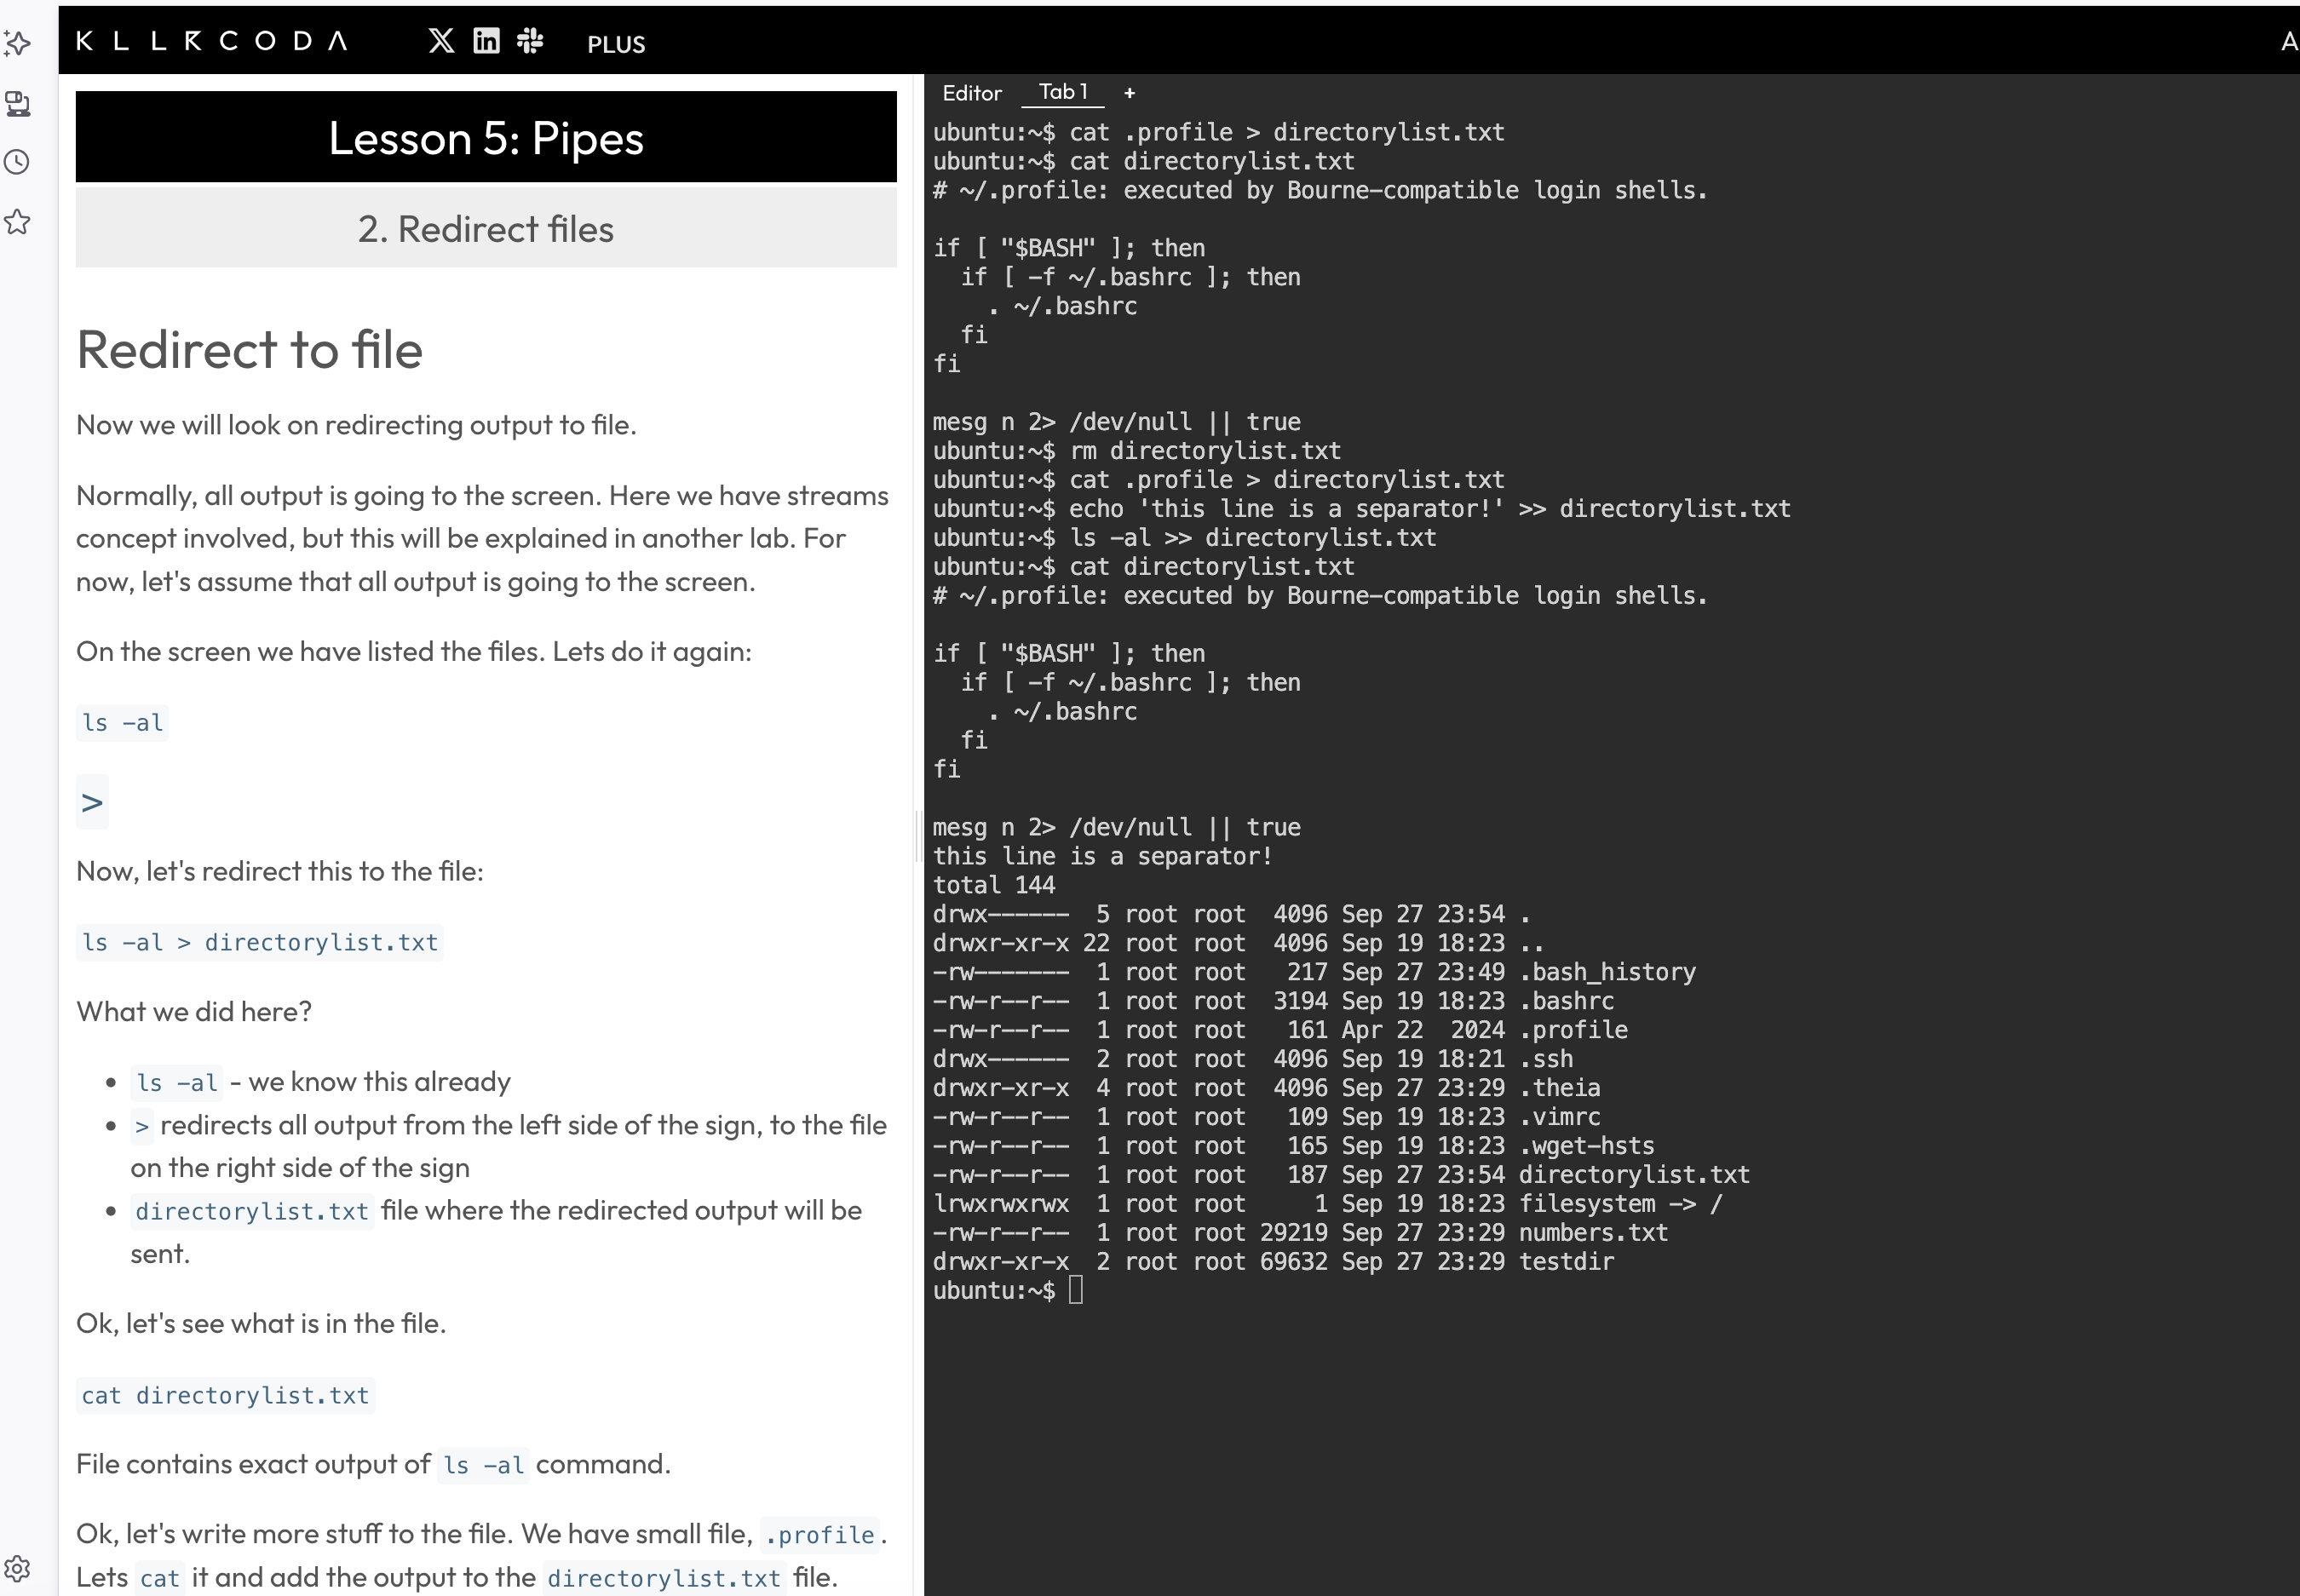 KLLRCODA PLUS A
Lesson 5: Pipes
2. Redirect files
Redirect to file
Now we will look on redirecting output to file.
Normally, all output is going to the screen. Here we have streams
concept involved, but this will be explained in another lab. For
now, let's assume that all output is going to the screen.
On the screen we have listed the files. Lets do it again:
ls -al
>
Now, let's redirect this to the file:
ls -al > directorylist.txt
What we did here?
• ls -al - we know this already
• > redirects all output from the left side of the sign, to the file
on the right side of the sign
• directorylist.txt file where the redirected output will be
sent.
Ok, let's see what is in the file.
cat directorylist.txt
File contains exact output of ls -al command.
Ok, let's write more stuff to the file. We have small file, .profile.
Lets cat it and add the output to the directorylist.txt file.
Editor Tab 1 +
ubuntu:~$ cat .profile > directorylist.txt
ubuntu:~$ cat directorylist.txt
# ~/.profile: executed by Bourne-compatible login shells.

if [ "$BASH" ]; then
  if [ -f ~/.bashrc ]; then
    . ~/.bashrc
  fi
fi

mesg n 2> /dev/null || true
ubuntu:~$ rm directorylist.txt
ubuntu:~$ cat .profile > directorylist.txt
ubuntu:~$ echo 'this line is a separator!' >> directorylist.txt
ubuntu:~$ ls -al >> directorylist.txt
ubuntu:~$ cat directorylist.txt
# ~/.profile: executed by Bourne-compatible login shells.

if [ "$BASH" ]; then
  if [ -f ~/.bashrc ]; then
    . ~/.bashrc
  fi
fi

mesg n 2> /dev/null || true
this line is a separator!
total 144
drwx------  5 root root  4096 Sep 27 23:54 .
drwxr-xr-x 22 root root  4096 Sep 19 18:23 ..
-rw-------  1 root root   217 Sep 27 23:49 .bash_history
-rw-r--r--  1 root root  3194 Sep 19 18:23 .bashrc
-rw-r--r--  1 root root   161 Apr 22  2024 .profile
drwx------  2 root root  4096 Sep 19 18:21 .ssh
drwxr-xr-x  4 root root  4096 Sep 27 23:29 .theia
-rw-r--r--  1 root root   109 Sep 19 18:23 .vimrc
-rw-r--r--  1 root root   165 Sep 19 18:23 .wget-hsts
-rw-r--r--  1 root root   187 Sep 27 23:54 directorylist.txt
lrwxrwxrwx  1 root root     1 Sep 19 18:23 filesystem -> /
-rw-r--r--  1 root root 29219 Sep 27 23:29 numbers.txt
drwxr-xr-x  2 root root 69632 Sep 27 23:29 testdir
ubuntu:~$